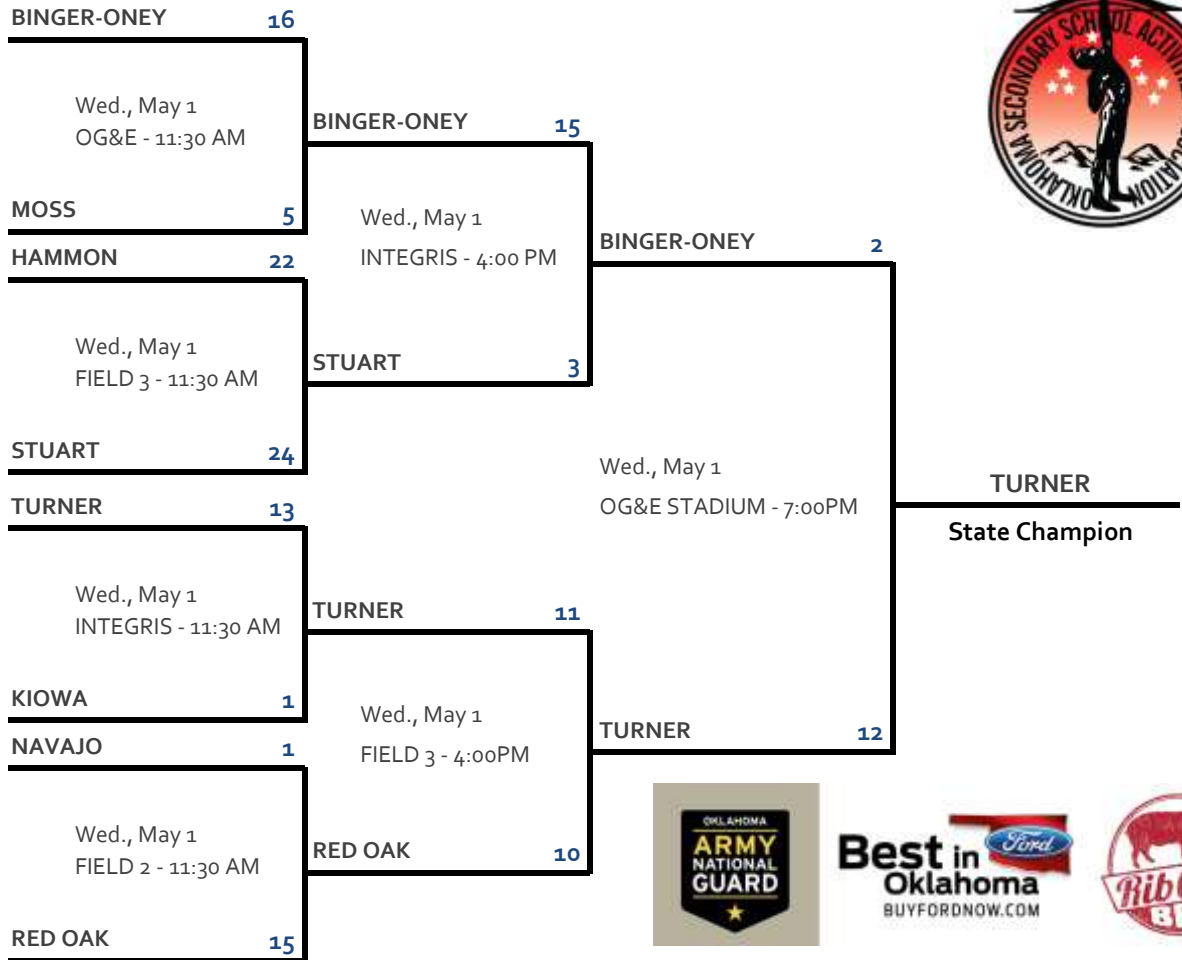 BINGER-ONEY 16
Wed., May 1
OG&E - 11:30 AM
MOSS 5
HAMMON 22
Wed., May 1
FIELD 3 - 11:30 AM
STUART 24
TURNER 13
Wed., May 1
INTEGRIS - 11:30 AM
KIOWA 1
NAVAJO 1
Wed., May 1
FIELD 2 - 11:30 AM
RED OAK 15
BINGER-ONEY 15
Wed., May 1
INTEGRIS - 4:00 PM
STUART 3
TURNER 11
Wed., May 1
FIELD 3 - 4:00PM
RED OAK 10
BINGER-ONEY 2
Wed., May 1
OG&E STADIUM - 7:00PM
TURNER 12
TURNER
State Champion
OKLAHOMA SECONDARY SCHOOL
OKLAHOMA
ARMY
NATIONAL
GUARD
Best in
Ford
Oklahoma
BUYFORDNOW.COM
Rib